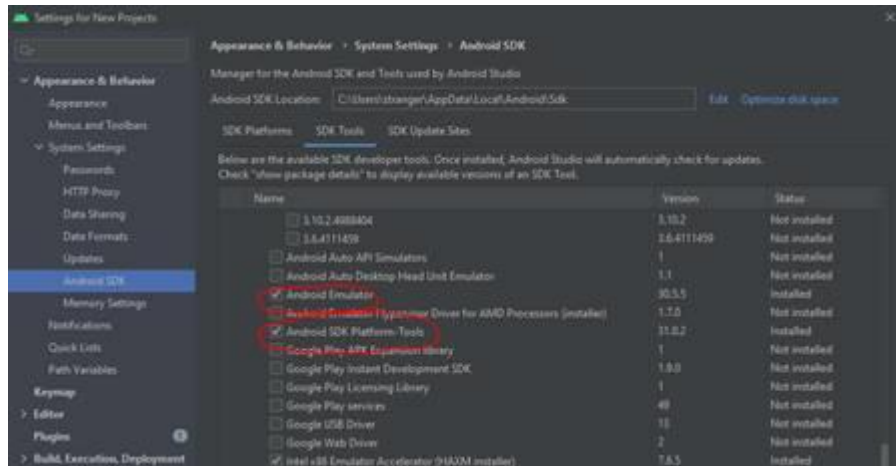 Settings for New Projects
Appearance & Behavior › System Settings › Android SDK
Manager for the Android SDK and Tools used by Android Studio
Android SDK Location: C:\Users\stranger\AppData\Local\Android\Sdk Edit Optimize disk space
SDK Platforms SDK Tools SDK Update Sites
Below are the available SDK developer tools. Once installed, Android Studio will automatically check for updates.
Check "show package details" to display available versions of an SDK Tool.
Name Version Status
3.10.2.4988404 3.10.2 Not installed
3.6.4111459 3.6.4111459 Not installed
Android Auto API Simulators 1 Not installed
Android Auto Desktop Head Unit Emulator 1.1 Not installed
Android Emulator 30.5.5 Installed
Android Emulator Hypervisor Driver for AMD Processors (installer) 1.7.0 Not installed
Android SDK Platform-Tools 31.0.2 Installed
Google Play APK Expansion library 1 Not installed
Google Play Instant Development SDK 1.9.0 Not installed
Google Play Licensing Library 1 Not installed
Google Play services 49 Not installed
Google USB Driver 13 Not installed
Google Web Driver 2 Not installed
Intel x86 Emulator Accelerator (HAXM installer) 7.6.5 Installed
Appearance & Behavior
Appearance
Menus and Toolbars
System Settings
Passwords
HTTP Proxy
Data Sharing
Date Formats
Updates
Android SDK
Memory Settings
Notifications
Quick Lists
Path Variables
Keymap
Editor
Plugins
Build, Execution, Deployment